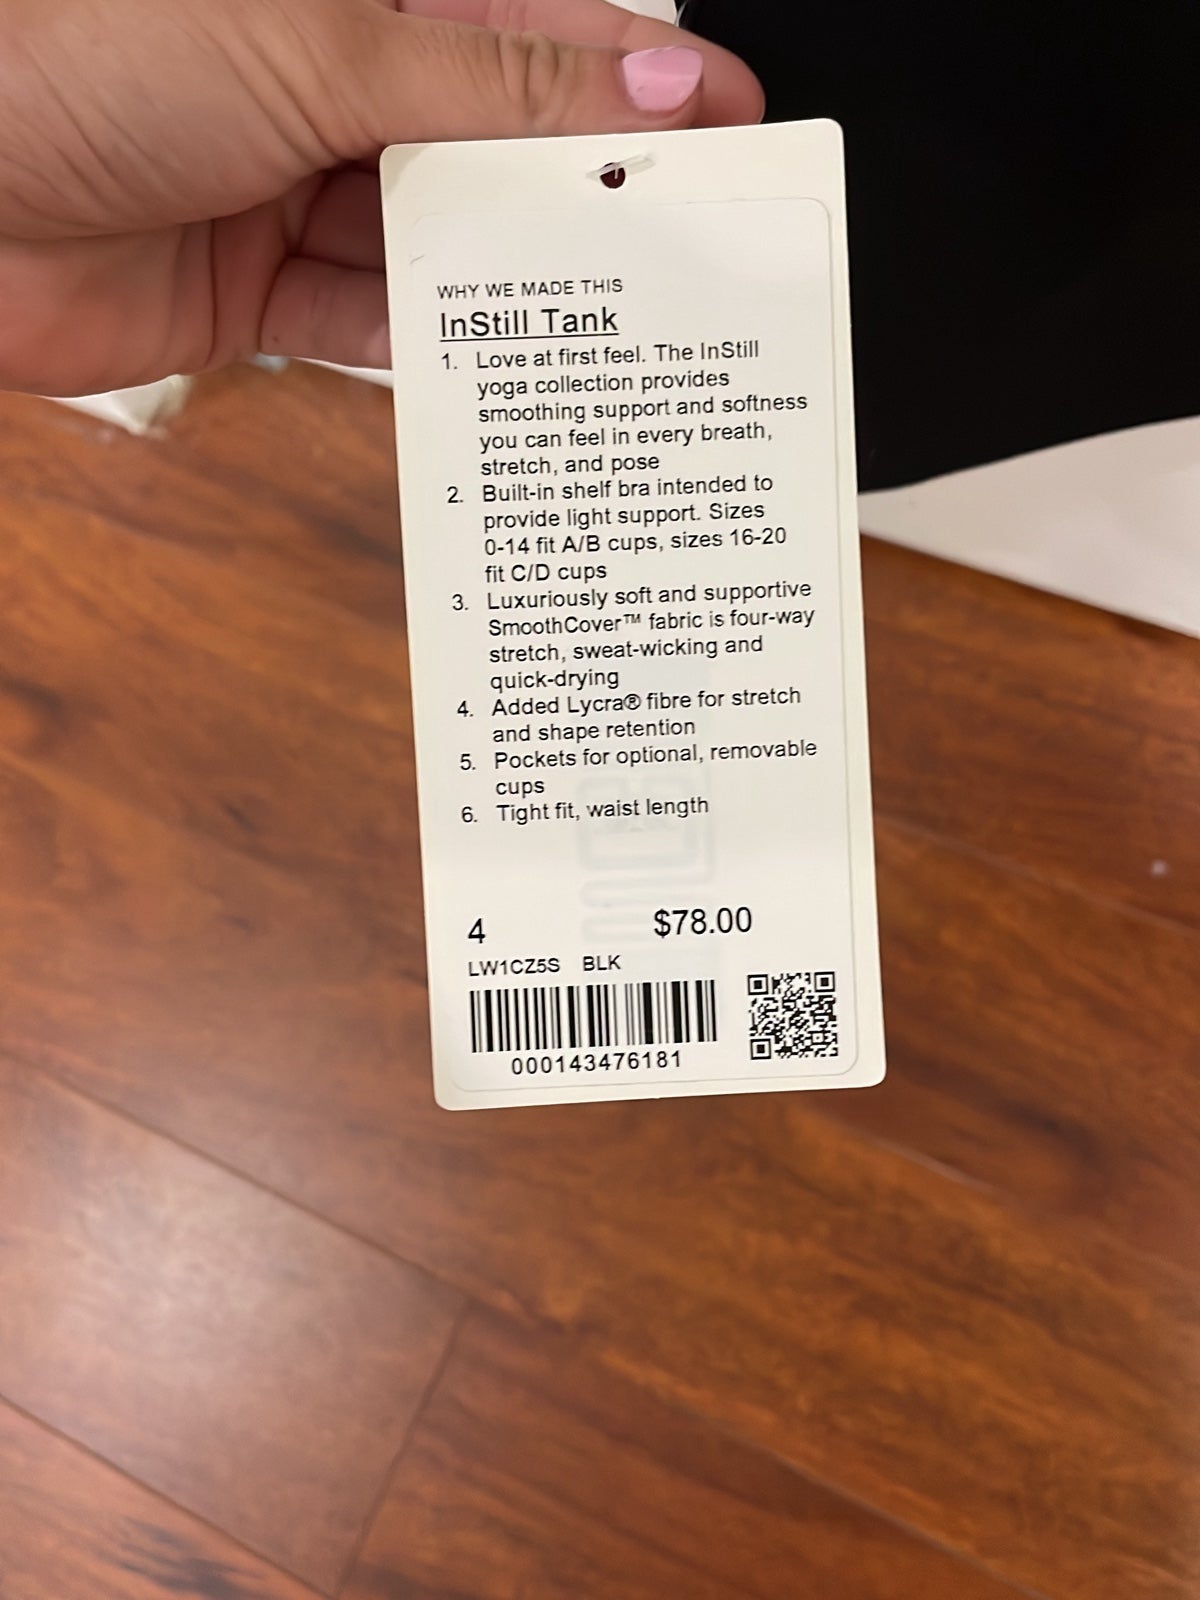 WHY WE MADE THIS
InStill Tank
1. Love at first feel. The InStill
yoga collection provides
smoothing support and softness
you can feel in every breath,
stretch, and pose
2. Built-in shelf bra intended to
provide light support. Sizes
0-14 fit A/B cups, sizes 16-20
fit C/D cups
3. Luxuriously soft and supportive
SmoothCover™ fabric is four-way
stretch, sweat-wicking and
quick-drying
4. Added Lycra® fibre for stretch
and shape retention
5. Pockets for optional, removable
cups
6. Tight fit, waist length
4 $78.00
LW1CZ5S BLK
000143476181